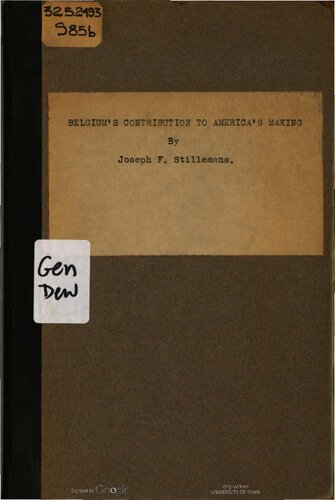 325.2493
S856
BELGIUM'S CONTRIBUTION TO AMERICA'S MAKING
By
Joseph F. Stillemans.
Gen
Dew
Digitized by Google
Original from
UNIVERSITY OF IOWA